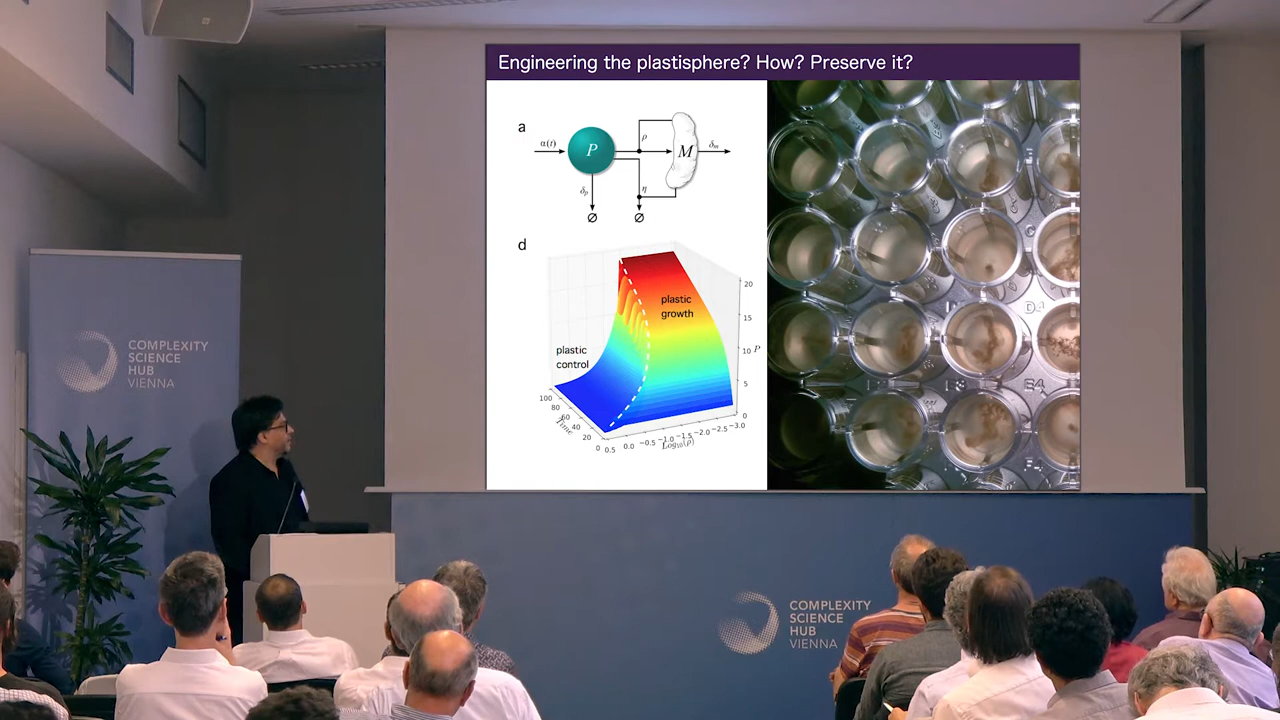 Engineering the plastisphere? How? Preserve it?
a
α(t)
P
ρ
M
δm
δp
η
∅
∅
d
plastic
growth
plastic
control
20
15
10
5
0
P
100
80
60
40
20
0
Time
0.5
0.0
−0.5
−1.0
−1.5
−2.0
−2.5
−3.0
Log₁₀(ρ)
COMPLEXITY
SCIENCE
HUB
VIENNA
COMPLEXITY
SCIENCE
HUB
VIENNA